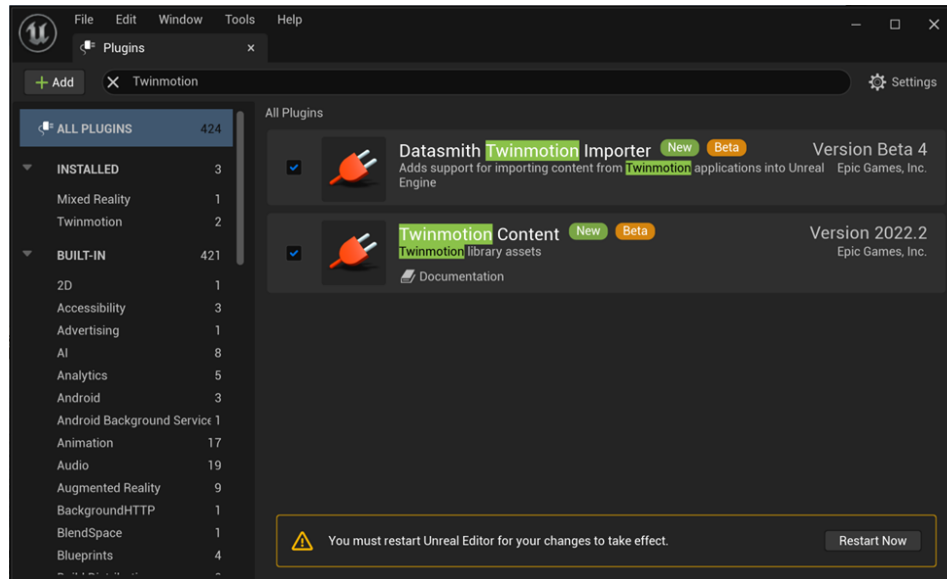 File Edit Window Tools Help
Plugins
Add
Twinmotion
Settings
ALL PLUGINS 424
INSTALLED 3
Mixed Reality 1
Twinmotion 2
BUILT-IN 421
2D 1
Accessibility 3
Advertising 1
AI 8
Analytics 5
Android 3
Android Background Service 1
Animation 17
Audio 19
Augmented Reality 9
BackgroundHTTP 1
BlendSpace 1
Blueprints 4
All Plugins
Datasmith Twinmotion Importer New Beta Version Beta 4
Adds support for importing content from Twinmotion applications into Unreal Epic Games, Inc.
Engine
Twinmotion Content New Beta Version 2022.2
Twinmotion library assets Epic Games, Inc.
Documentation
You must restart Unreal Editor for your changes to take effect. Restart Now